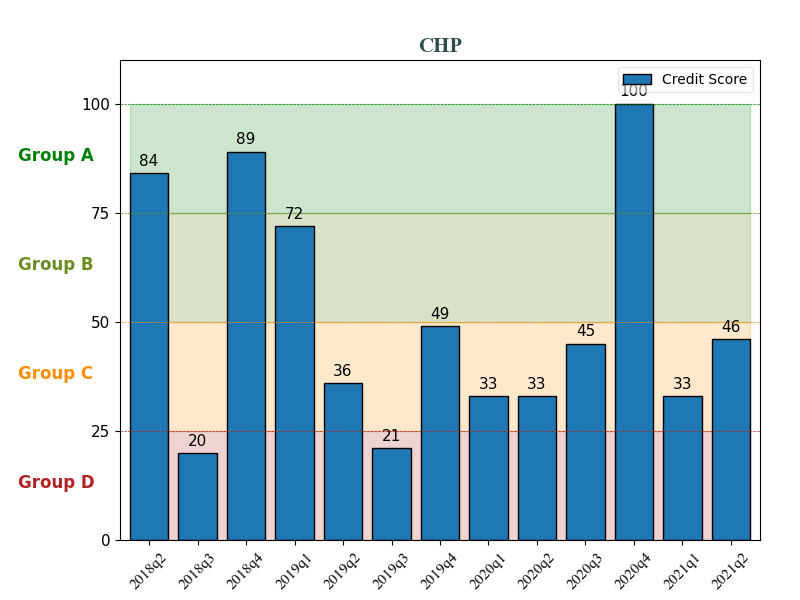 CHP
Credit Score
100
100
Group A
89
84
75
72
Group B
50
49
46
45
Group C
36
33
33
33
25
21
20
Group D
0
2018q2
2018q3
2018q4
2019q1
2019q2
2019q3
2019q4
2020q1
2020q2
2020q3
2020q4
2021q1
2021q2